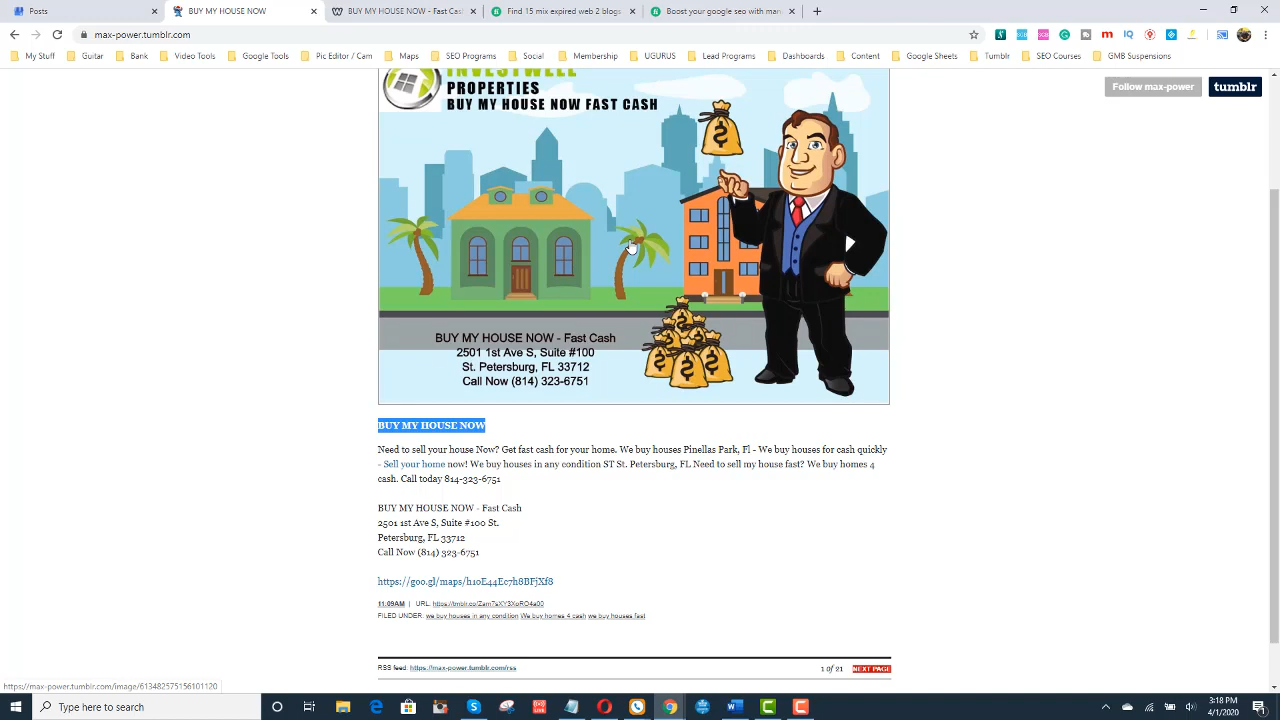 Posts
BUY MY HOUSE NOW
BUY MY HOUSE NOW - Fast Cas
Find 15 mix expired web 2 blogs
Boost your google seo with man
max-power.tumblr.com
My Stuff
Guitar
Bank
Video Tools
Google Tools
Pic Editor / Cam
Maps
SEO Programs
Social
Membership
UGURUS
Lead Programs
Dashboards
Content
Google Sheets
Tumblr
SEO Courses
GMB Suspensions
Follow max-power
tumblr
INVESTWELL
PROPERTIES
BUY MY HOUSE NOW FAST CASH
BUY MY HOUSE NOW - Fast Cash
2501 1st Ave S, Suite #100
St. Petersburg, FL 33712
Call Now (814) 323-6751
BUY MY HOUSE NOW
Need to sell your house Now? Get fast cash for your home. We buy houses Pinellas Park, Fl - We buy houses for cash quickly
- Sell your home now! We buy houses in any condition ST St. Petersburg, FL Need to sell my house fast? We buy homes 4
cash. Call today 814-323-6751
BUY MY HOUSE NOW - Fast Cash
2501 1st Ave S, Suite #100 St.
Petersburg, FL 33712
Call Now (814) 323-6751
https://goo.gl/maps/h10E44Ec7h8BFjXf8
11:09AM | URL: https://tmblr.co/Zam7sXY3XpRO4a00
FILED UNDER: we buy houses in any condition We buy homes 4 cash we buy houses fast
RSS feed: https://max-power.tumblr.com/rss
1 of 21 NEXT PAGE
https://max-power.tumblr.com/image/613482575156101120
Type here to search
3:18 PM
4/1/2020